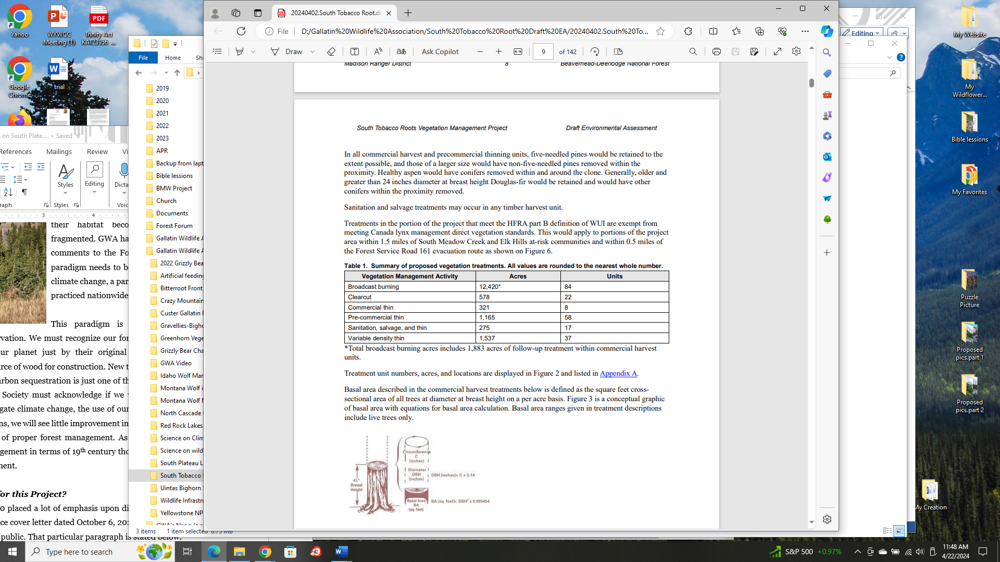 Yahoo
WYWCC
Meeting (1)
Trinity Act
KAT23956 ...
Google
Chrome
trial
PDF
s on South Plate... • Saved
References
Mailings
Review
Vi
Styles
Editing
Dicta
raph
Styles
Voic
3
4
their habitat beco
fragmented. GWA ha
comments to the Fo
paradigm needs to b
climate change, a par
practiced nationwide
This paradigm is
rvation. We must recognize our for
ur planet just by their original
rce of wood for construction. New t
arbon sequestration is just one of th
Society must acknowledge if we
gate climate change, the use of our
ns, we will see little improvement in
of proper forest management. As
gement in terms of 19th century tho
ment.
for this Project?
0 placed a lot of emphasis upon di
ce cover letter dated October 6, 202
public. That particular paragraph is stated below.
File
Home
Sh
2019
2020
2021
2022
2023
APR
Backup from lapt
Bible lessions
BMW Project
Church
Documents
Forest Forum
Gallatin Wildlife A
Gallatin Wildlife A
2022 Grizzly Bea
Artificial feeding
Bitterroot Front
Crazy Mountain
Custer Gallatin F
Gravellies-Bigho
Greenhorn Vege
Grizzly Bear Cha
GWA Video
Idaho Wolf Mar
Montana Wolf i
Montana Wolf M
North Cascade
Red Rock Lakes
Science on Clim
Science on wild
South Plateau L
South Tobacco
Uintas Bighorn S
Wildlife Infrastru
Yellowstone NP
3 items
1 item selected 8.75 MB
20240402.South Tobacco Root.dr
File
D:/Gallatin%20Wildlife%20Association/South%20Tobacco%20Root%20Draft%20EA/20240402.South%20To...
Draw
Ask Copilot
9
of 142
Madison Ranger District
8
Beaverhead-Deerlodge National Forest
South Tobacco Roots Vegetation Management Project
Draft Environmental Assessment
In all commercial harvest and precommercial thinning units, five-needled pines would be retained to the
extent possible, and those of a larger size would have non-five-needled pines removed within the
proximity. Healthy aspen would have conifers removed within and around the clone. Generally, older and
greater than 24 inches diameter at breast height Douglas-fir would be retained and would have other
conifers within the proximity removed.
Sanitation and salvage treatments may occur in any timber harvest unit.
Treatments in the portion of the project that meet the HFRA part B definition of WUI are exempt from
meeting Canada lynx management direct vegetation standards. This would apply to portions of the project
area within 1.5 miles of South Meadow Creek and Elk Hills at-risk communities and within 0.5 miles of
the Forest Service Road 161 evacuation route as shown on Figure 6.
Table 1. Summary of proposed vegetation treatments. All values are rounded to the nearest whole number.
Vegetation Management Activity Acres Units
Broadcast burning 12,420* 84
Clearcut 578 22
Commercial thin 321 8
Pre-commercial thin 1,165 58
Sanitation, salvage, and thin 275 17
Variable density thin 1,537 37
*Total broadcast burning acres includes 1,883 acres of follow-up treatment within commercial harvest
units.
Treatment unit numbers, acres, and locations are displayed in Figure 2 and listed in Appendix A.
Basal area described in the commercial harvest treatments below is defined as the square feet cross-
sectional area of all trees at diameter at breast height on a per acre basis. Figure 3 is a conceptual graphic
of basal area with equations for basal area calculation. Basal area ranges given in treatment descriptions
include live trees only.
Circumference
C
(inches)
Diameter
DBH
(inches)
DBH (inches)= C ÷ 3.14
4½'
Breast
Height
Basal Area
BA
(sq. feet)
BA (sq. feet)= DBH² x 0.005454
Editing
My Website
My
Wildflower...
Bible lessions
My Favorites
Puzzle
Picture
Proposed
pics.part 1
Proposed
pics.part 2
My Creation
Type here to search
S&P 500 +0.97%
11:48 AM
4/22/2024